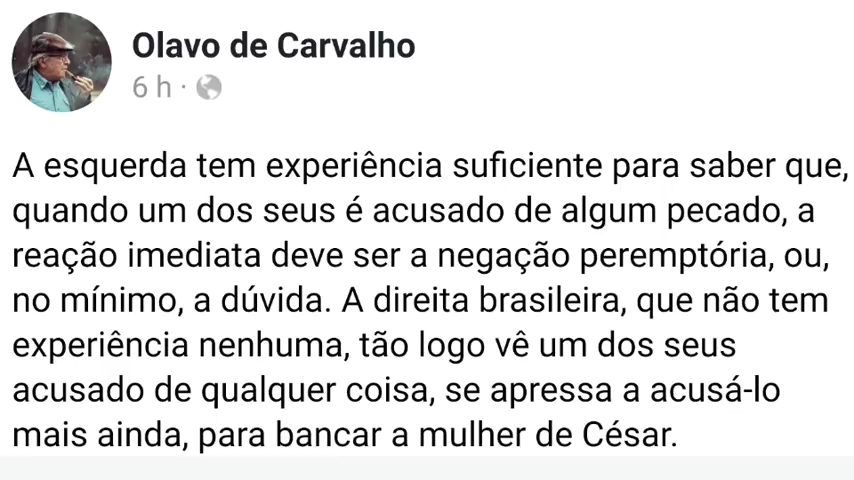 Olavo de Carvalho
6 h ·
A esquerda tem experiência suficiente para saber que,
quando um dos seus é acusado de algum pecado, a
reação imediata deve ser a negação peremptória, ou,
no mínimo, a dúvida. A direita brasileira, que não tem
experiência nenhuma, tão logo vê um dos seus
acusado de qualquer coisa, se apressa a acusá-lo
mais ainda, para bancar a mulher de César.